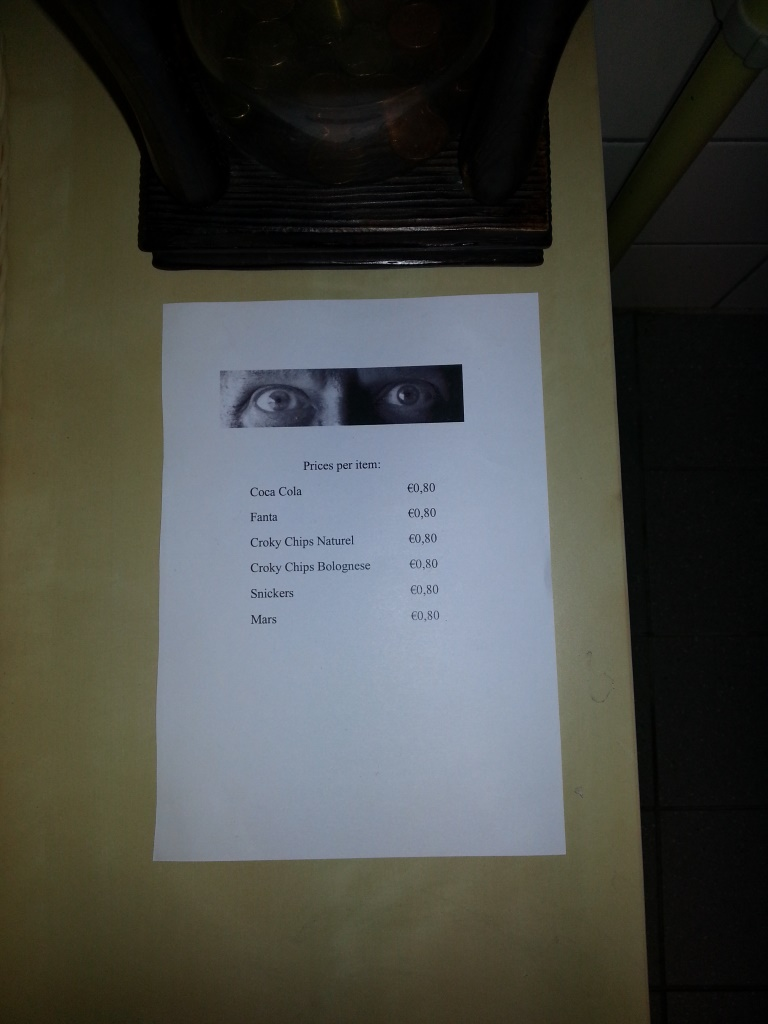 Prices per item:
Coca Cola €0,80
Fanta €0,80
Croky Chips Naturel €0,80
Croky Chips Bolognese €0,80
Snickers €0,80
Mars €0,80